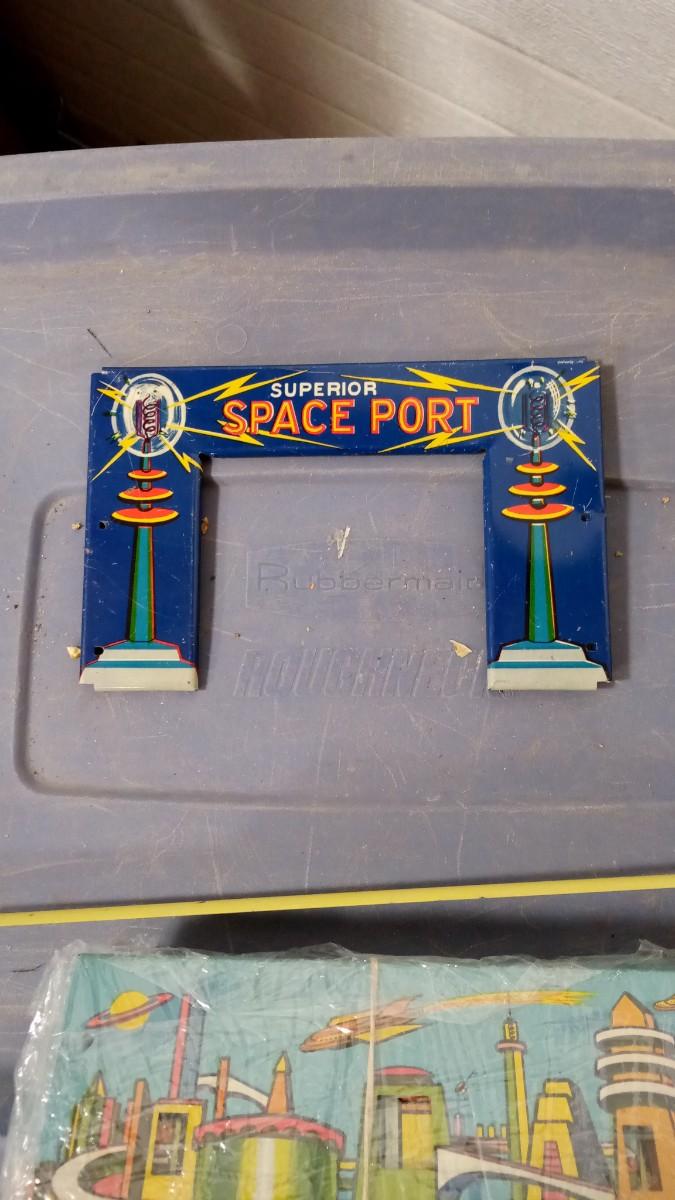 SUPERIOR
SPACE PORT
Rubbermaid
ROUGHNECK